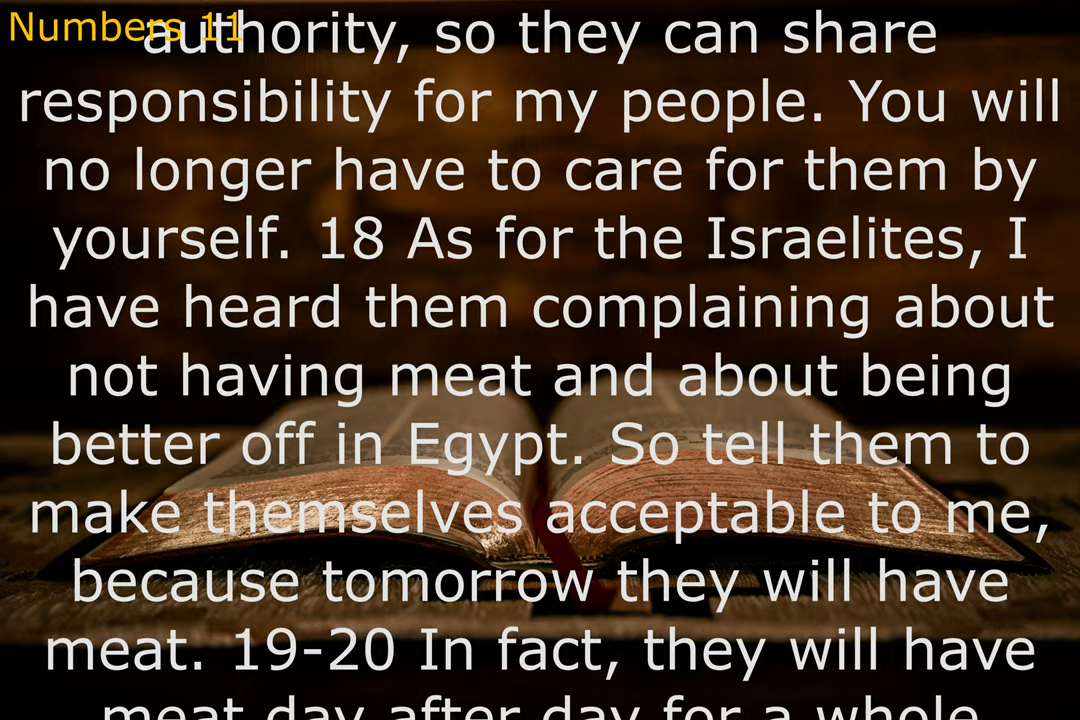 Numbers 11
authority, so they can share
responsibility for my people. You will
no longer have to care for them by
yourself. 18 As for the Israelites, I
have heard them complaining about
not having meat and about being
better off in Egypt. So tell them to
make themselves acceptable to me,
because tomorrow they will have
meat. 19-20 In fact, they will have
meat day after day for a whole